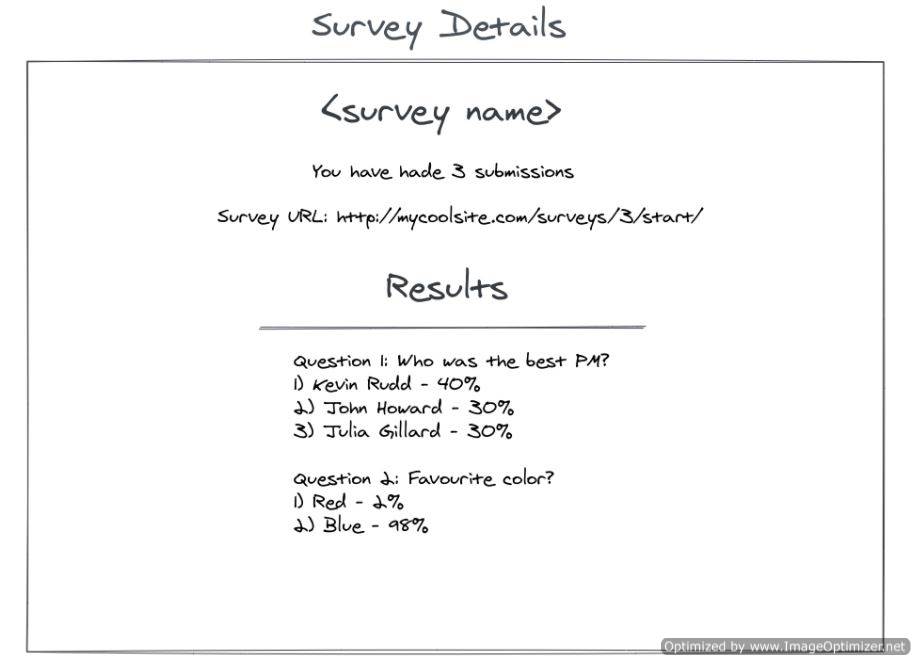 Survey Details
<survey name>
You have hade 3 submissions
Survey URL: http://mycoolsite.com/surveys/3/start/
Results
Question 1: Who was the best PM?
1) Kevin Rudd - 40%
2) John Howard - 30%
3) Julia Gillard - 30%
Question 2: Favourite color?
1) Red - 2%
2) Blue - 98%
Optimized by www.ImageOptimizer.net